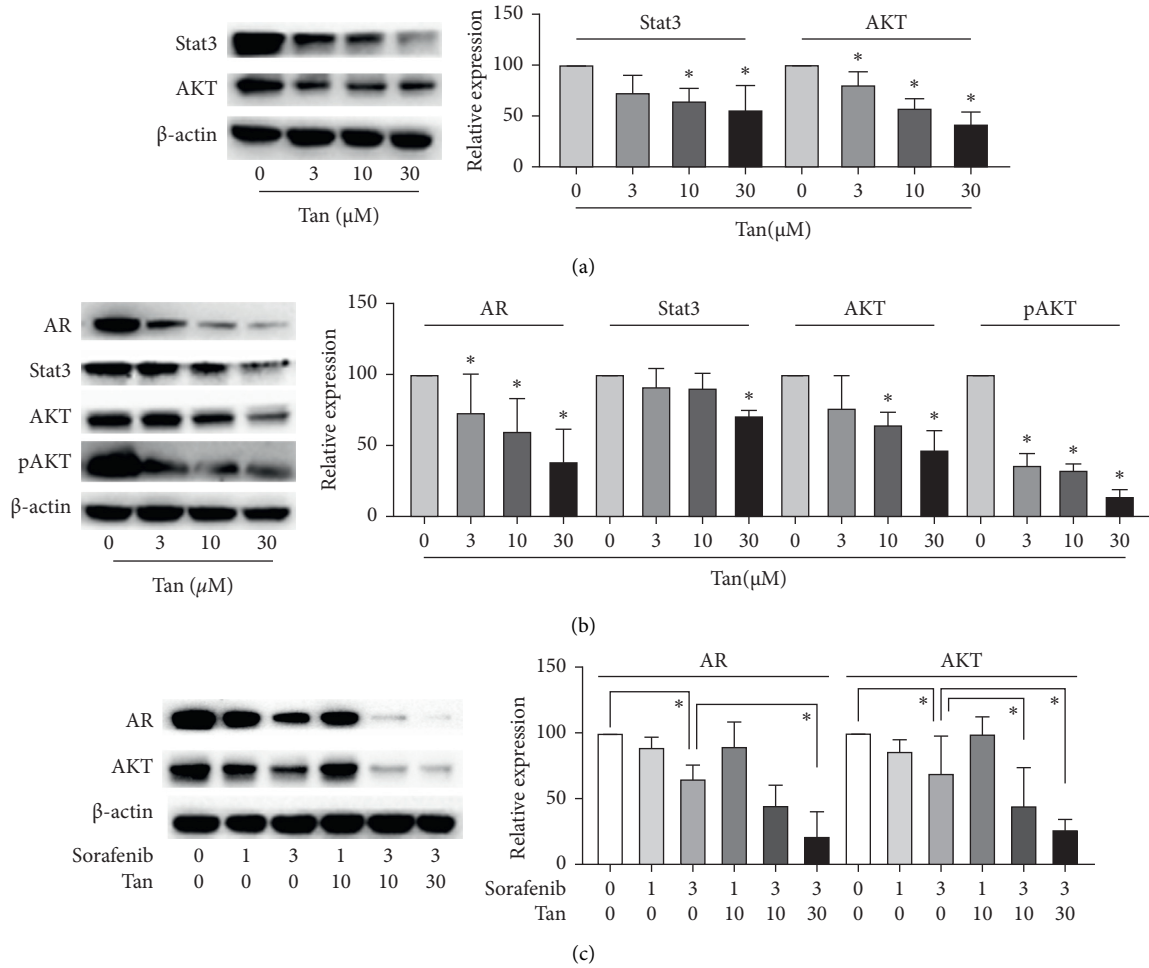 (a)
Stat3
AKT
β-actin
0 3 10 30
Tan (μM)
Relative expression
150
100
50
0
Stat3 AKT
* * * * *
0 3 10 30 0 3 10 30
Tan(μM)
AR
Stat3
AKT
pAKT
β-actin
0 3 10 30
Tan (μM)
Relative expression
150
100
50
0
AR Stat3 AKT pAKT
* * * * * * * * *
0 3 10 30 0 3 10 30 0 3 10 30 0 3 10 30
Tan(μM)
(b)
AR
AKT
β-actin
Sorafenib 0 1 3 1 3 3
Tan 0 0 0 10 10 30
Relative expression
150
100
50
0
AR AKT
* * * * *
Sorafenib 0 1 3 1 3 3 0 1 3 1 3 3
Tan 0 0 0 10 10 30 0 0 0 10 10 30
(c)